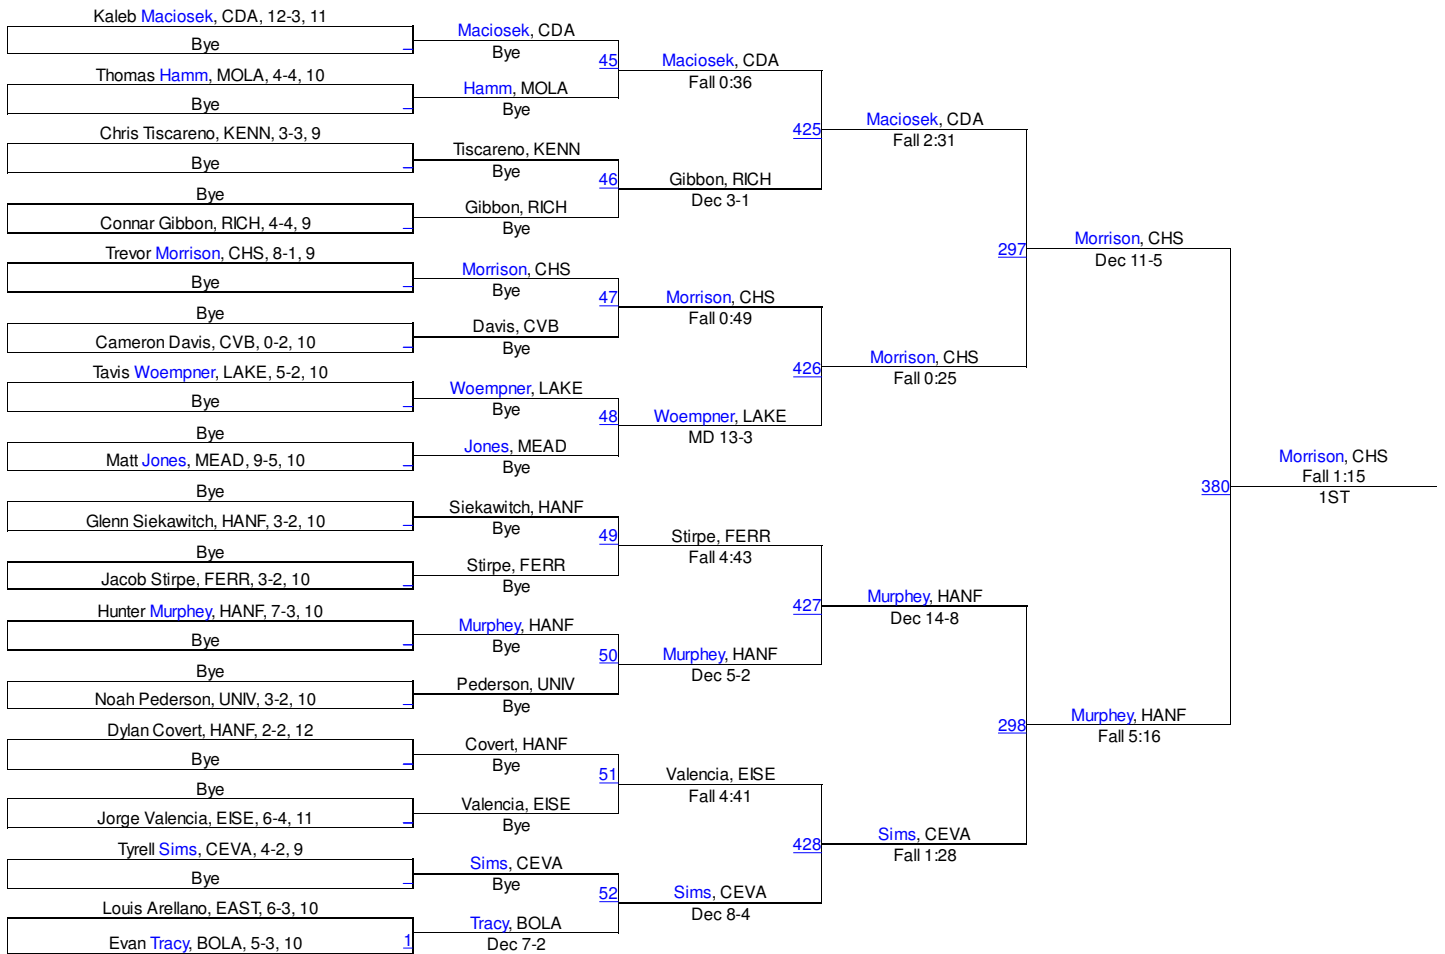 Kaleb Maciosek, CDA, 12-3, 11
Bye
Thomas Hamm, MOLA, 4-4, 10
Bye
Chris Tiscareno, KENN, 3-3, 9
Bye
Bye
Connar Gibbon, RICH, 4-4, 9
Trevor Morrison, CHS, 8-1, 9
Bye
Bye
Cameron Davis, CVB, 0-2, 10
Tavis Woempner, LAKE, 5-2, 10
Bye
Bye
Matt Jones, MEAD, 9-5, 10
Bye
Glenn Siekawitch, HANF, 3-2, 10
Bye
Jacob Stirpe, FERR, 3-2, 10
Hunter Murphey, HANF, 7-3, 10
Bye
Bye
Noah Pederson, UNIV, 3-2, 10
Dylan Covert, HANF, 2-2, 12
Bye
Bye
Jorge Valencia, EISE, 6-4, 11
Tyrell Sims, CEVA, 4-2, 9
Bye
Louis Arellano, EAST, 6-3, 10
Evan Tracy, BOLA, 5-3, 10
1
Maciosek, CDA
Bye
45
Hamm, MOLA
Bye
Tiscareno, KENN
Bye
46
Gibbon, RICH
Bye
Morrison, CHS
Bye
47
Davis, CVB
Bye
Woempner, LAKE
Bye
48
Jones, MEAD
Bye
Siekawitch, HANF
Bye
49
Stirpe, FERR
Bye
Murphey, HANF
Bye
50
Pederson, UNIV
Bye
Covert, HANF
Bye
51
Valencia, EISE
Bye
Sims, CEVA
Bye
52
Tracy, BOLA
Dec 7-2
Maciosek, CDA
Fall 0:36
425
Gibbon, RICH
Dec 3-1
Morrison, CHS
Fall 0:49
426
Woempner, LAKE
MD 13-3
Stirpe, FERR
Fall 4:43
427
Murphey, HANF
Dec 5-2
Valencia, EISE
Fall 4:41
428
Sims, CEVA
Dec 8-4
Maciosek, CDA
Fall 2:31
297
Morrison, CHS
Fall 0:25
Murphey, HANF
Dec 14-8
298
Sims, CEVA
Fall 1:28
Morrison, CHS
Dec 11-5
380
Murphey, HANF
Fall 5:16
Morrison, CHS
Fall 1:15
1ST